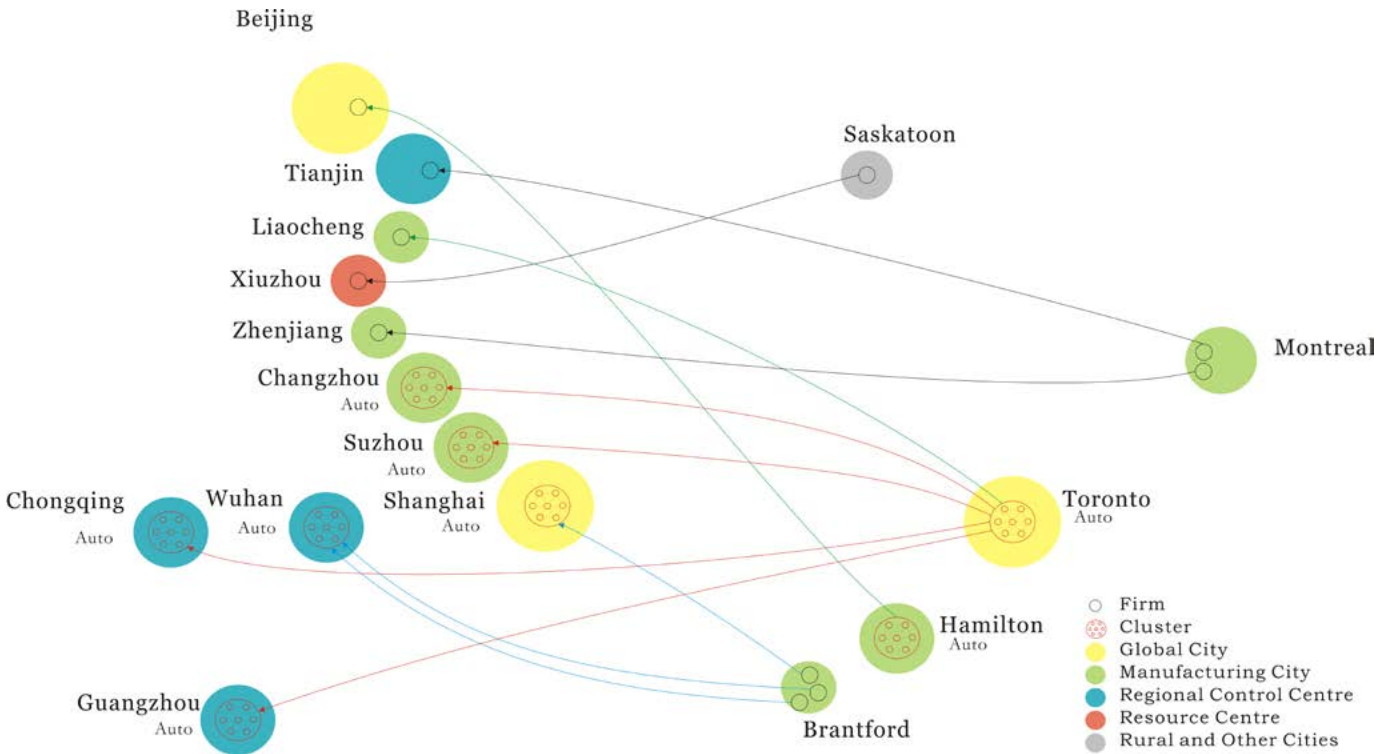 Beijing
Saskatoon
Tianjin
Liaocheng
Xiuzhou
Zhenjiang
Montreal
Changzhou
Auto
Suzhou
Auto
Chongqing
Auto
Wuhan
Auto
Shanghai
Auto
Toronto
Auto
Hamilton
Auto
Guangzhou
Auto
Brantford
Firm
Cluster
Global City
Manufacturing City
Regional Control Centre
Resource Centre
Rural and Other Cities